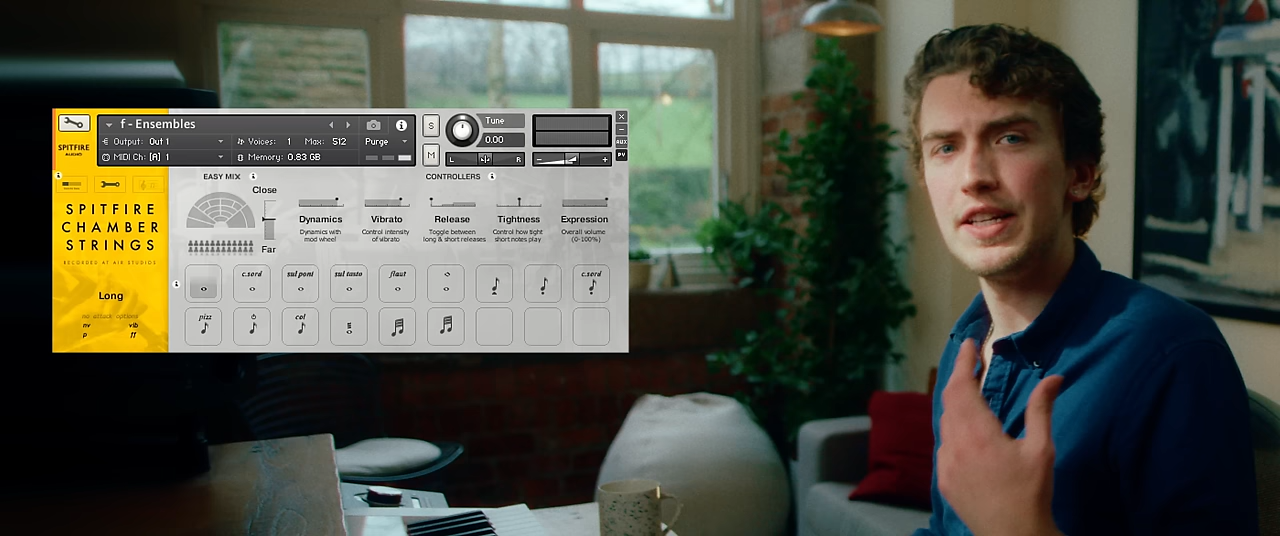 f - Ensembles
Output: Out 1
Voices: 1 Max: 512
Purge
MIDI Ch: [A] 1
Memory: 0.83 GB
S
M
Tune
0.00
L R
AUX
PV
SPITFIRE
AUDIO
SPITFIRE
CHAMBER
STRINGS
RECORDED AT AIR STUDIOS
Long
no attack options
nv vib
p ff
EASY MIX
Close
Far
CONTROLLERS
Dynamics
Dynamics with
mod wheel
Vibrato
Control intensity
of vibrato
Release
Toggle between
long & short releases
Tightness
Control how tight
short notes play
Expression
Overall volume
(0-100%)
c.sord
sul pont
sul tasto
flaut
c.sord
pizz
col